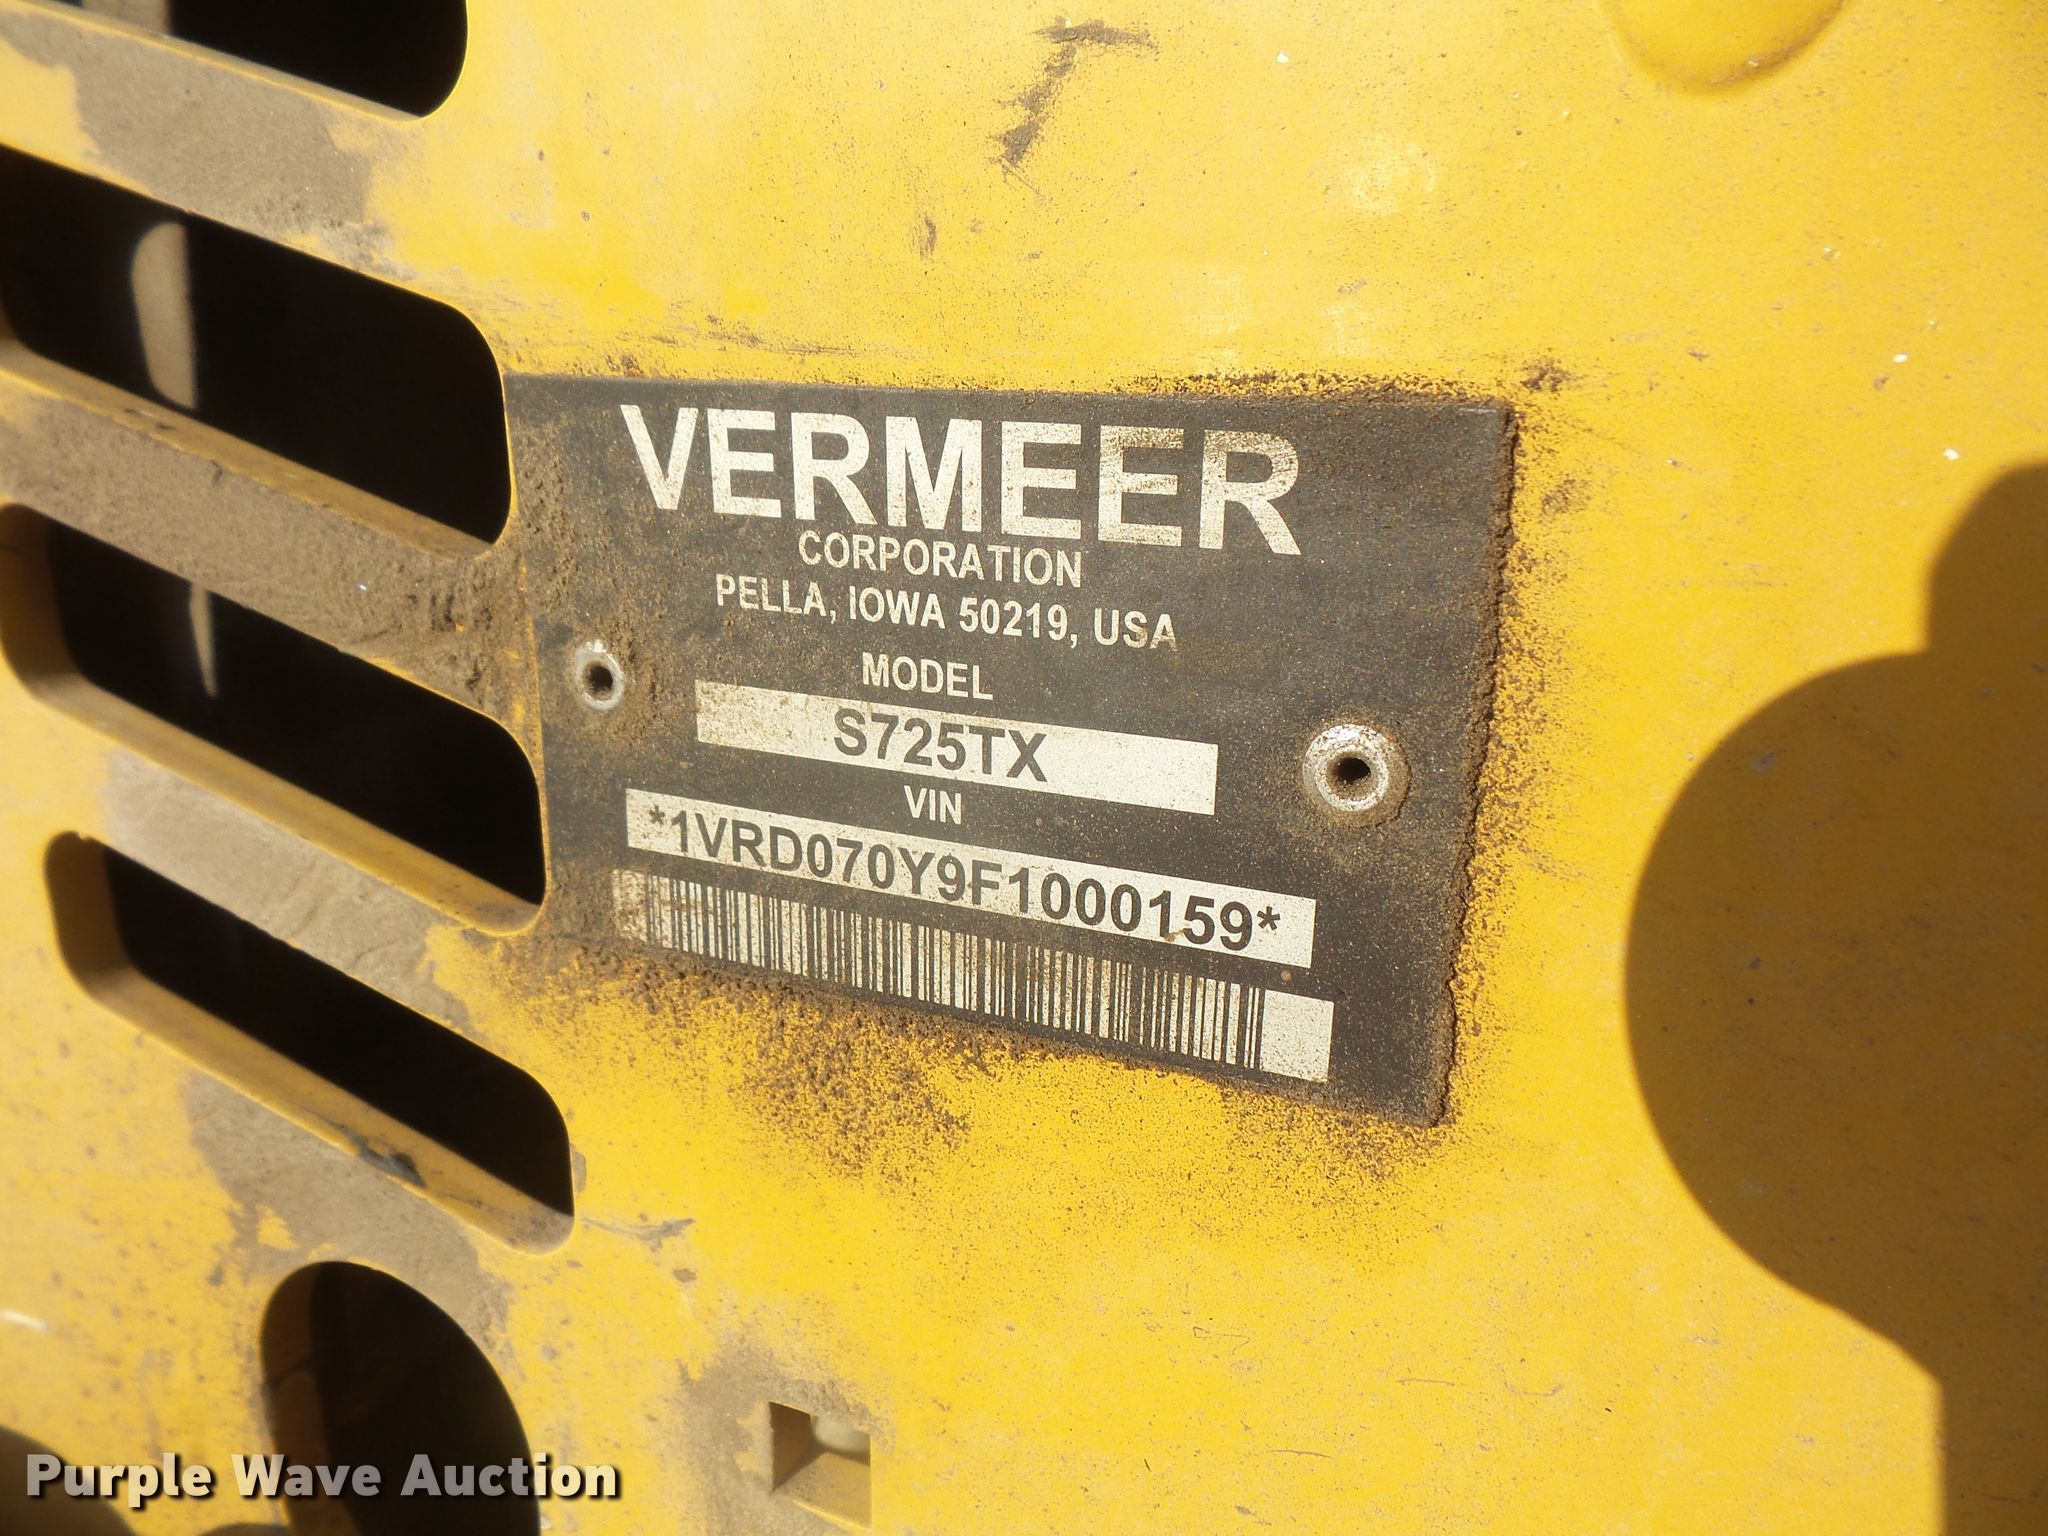 VERMEER
CORPORATION
PELLA, IOWA 50219, USA
MODEL
S725TX
VIN
*1VRD070Y9F1000159*
Purple Wave Auction